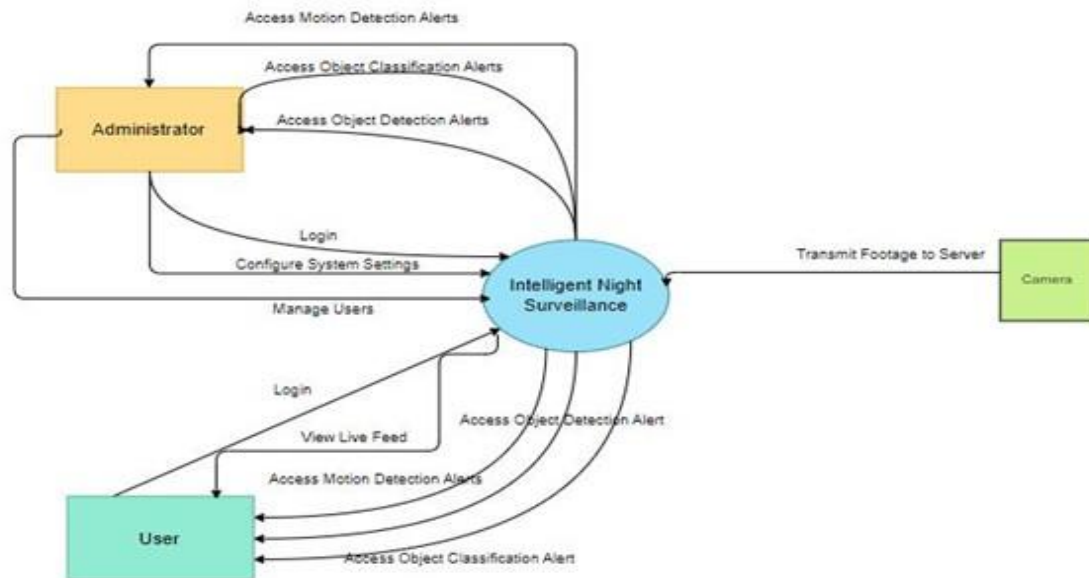 Access Motion Detection Alerts
Access Object Classification Alerts
Access Object Detection Alerts
Administrator
Login
Configure System Settings
Manage Users
Intelligent Night
Surveillance
Transmit Footage to Server
Camera
Login
View Live Feed
Access Object Detection Alert
Access Motion Detection Alerts
User
Access Object Classification Alert